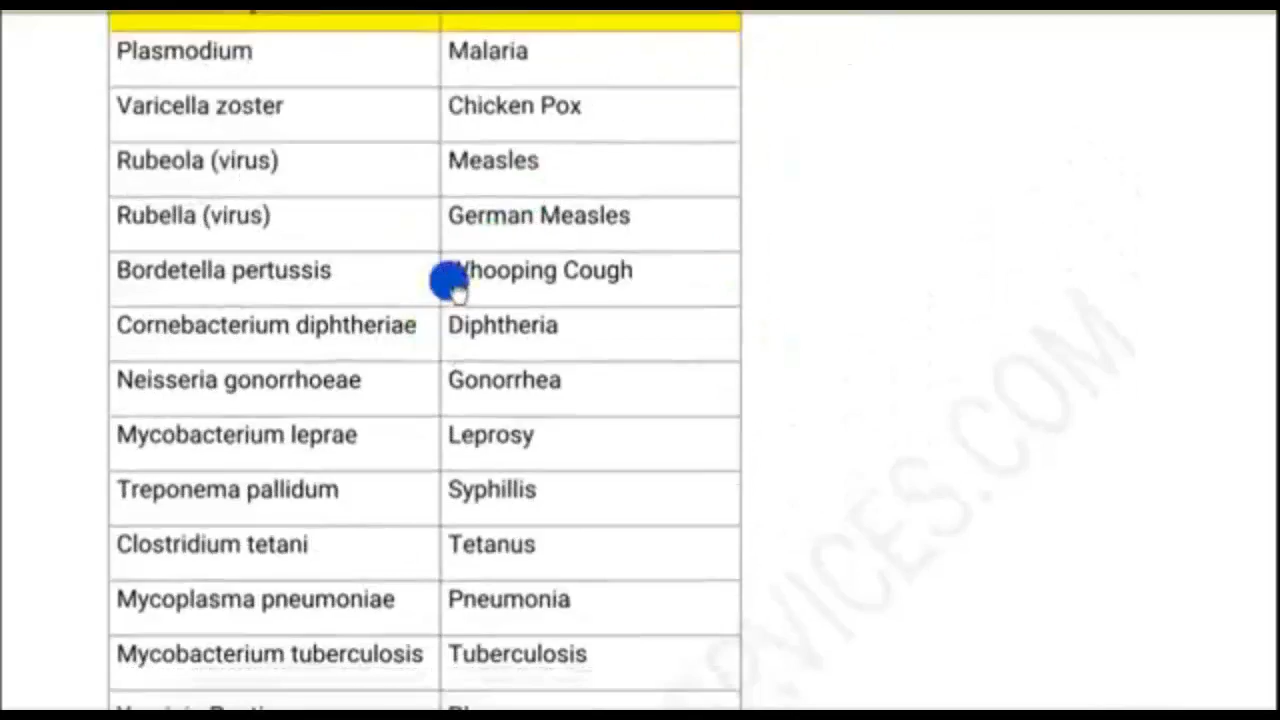 Plasmodium Malaria
Varicella zoster Chicken Pox
Rubeola (virus) Measles
Rubella (virus) German Measles
Bordetella pertussis Whooping Cough
Cornebacterium diphtheriae Diphtheria
Neisseria gonorrhoeae Gonorrhea
Mycobacterium leprae Leprosy
Treponema pallidum Syphillis
Clostridium tetani Tetanus
Mycoplasma pneumoniae Pneumonia
Mycobacterium tuberculosis Tuberculosis